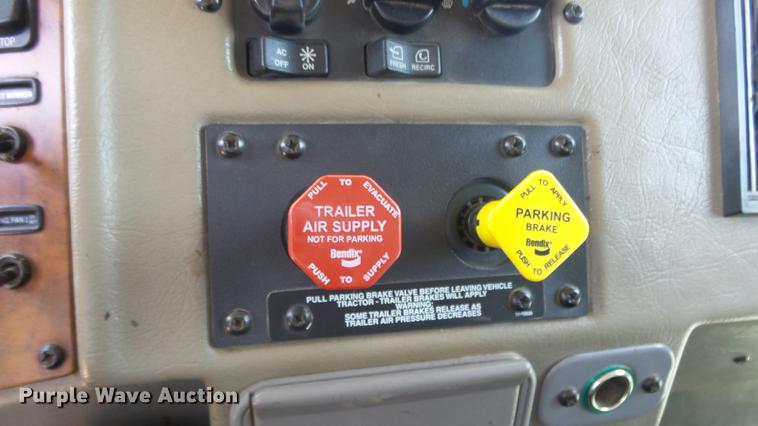 STOP
AC
OFF
ON
FRESH
RECIRC
PULL TO EVACUATE
TRAILER
AIR SUPPLY
NOT FOR PARKING
Bendix
PUSH TO SUPPLY
PULL TO APPLY
PARKING
BRAKE
Bendix
PUSH TO RELEASE
PULL PARKING BRAKE VALVE BEFORE LEAVING VEHICLE
TRACTOR - TRAILER BRAKES WILL APPLY
WARNING:
SOME TRAILER BRAKES RELEASE AS
TRAILER AIR PRESSURE DECREASES
Purple Wave Auction